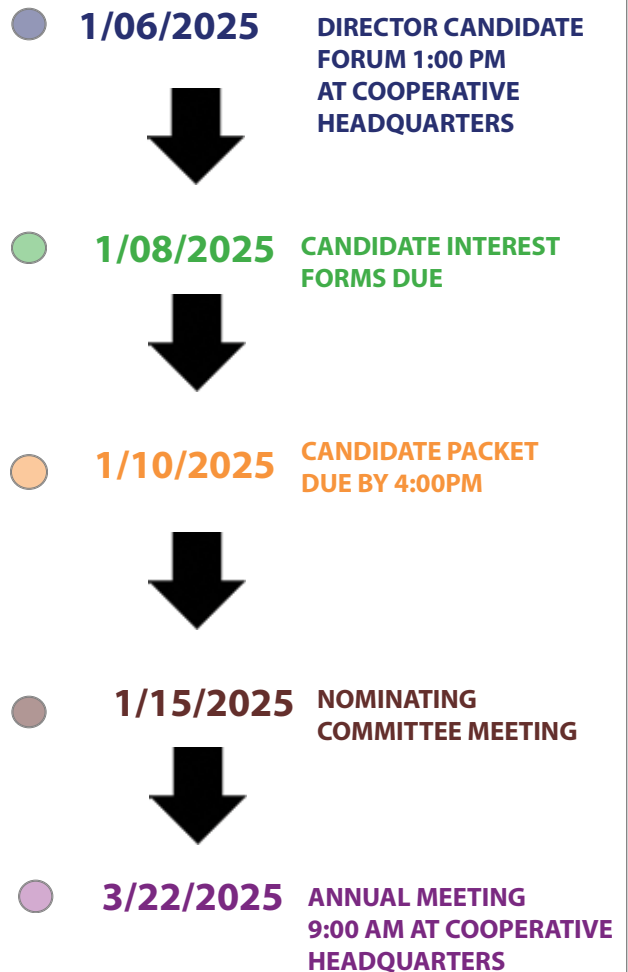 1/06/2025
DIRECTOR CANDIDATE
FORUM 1:00 PM
AT COOPERATIVE
HEADQUARTERS
1/08/2025
CANDIDATE INTEREST
FORMS DUE
1/10/2025
CANDIDATE PACKET
DUE BY 4:00PM
1/15/2025
NOMINATING
COMMITTEE MEETING
3/22/2025
ANNUAL MEETING
9:00 AM AT COOPERATIVE
HEADQUARTERS